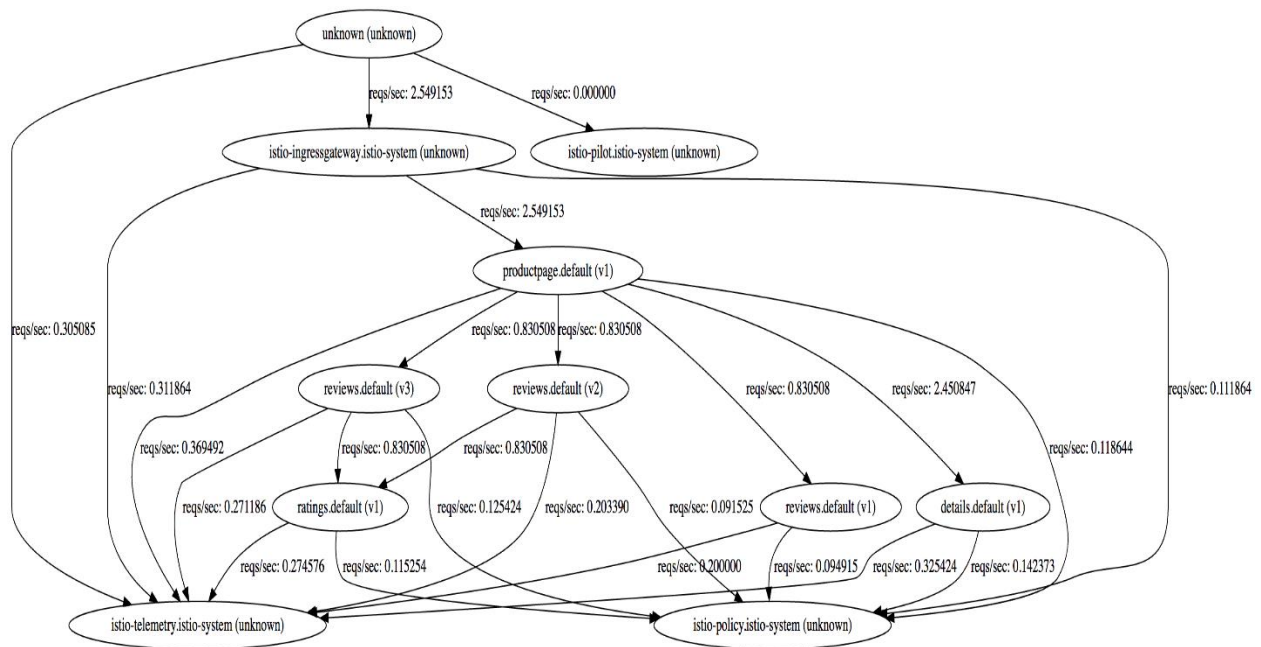 unknown (unknown)
reqs/sec: 2.549153
reqs/sec: 0.000000
istio-ingressgateway.istio-system (unknown)
istio-pilot.istio-system (unknown)
reqs/sec: 2.549153
productpage.default (v1)
reqs/sec: 0.305085
reqs/sec: 0.830508
reqs/sec: 0.830508
reqs/sec: 0.311864
reviews.default (v3)
reviews.default (v2)
reqs/sec: 0.830508
reqs/sec: 2.450847
reqs/sec: 0.111864
reqs/sec: 0.369492
reqs/sec: 0.830508
reqs/sec: 0.830508
reqs/sec: 0.118644
reqs/sec: 0.271186
ratings.default (v1)
reqs/sec: 0.125424
reqs/sec: 0.203390
reqs/sec: 0.091525
reviews.default (v1)
details.default (v1)
reqs/sec: 0.274576
reqs/sec: 0.115254
reqs/sec: 0.200000
reqs/sec: 0.094915
reqs/sec: 0.325424
reqs/sec: 0.142373
istio-telemetry.istio-system (unknown)
istio-policy.istio-system (unknown)